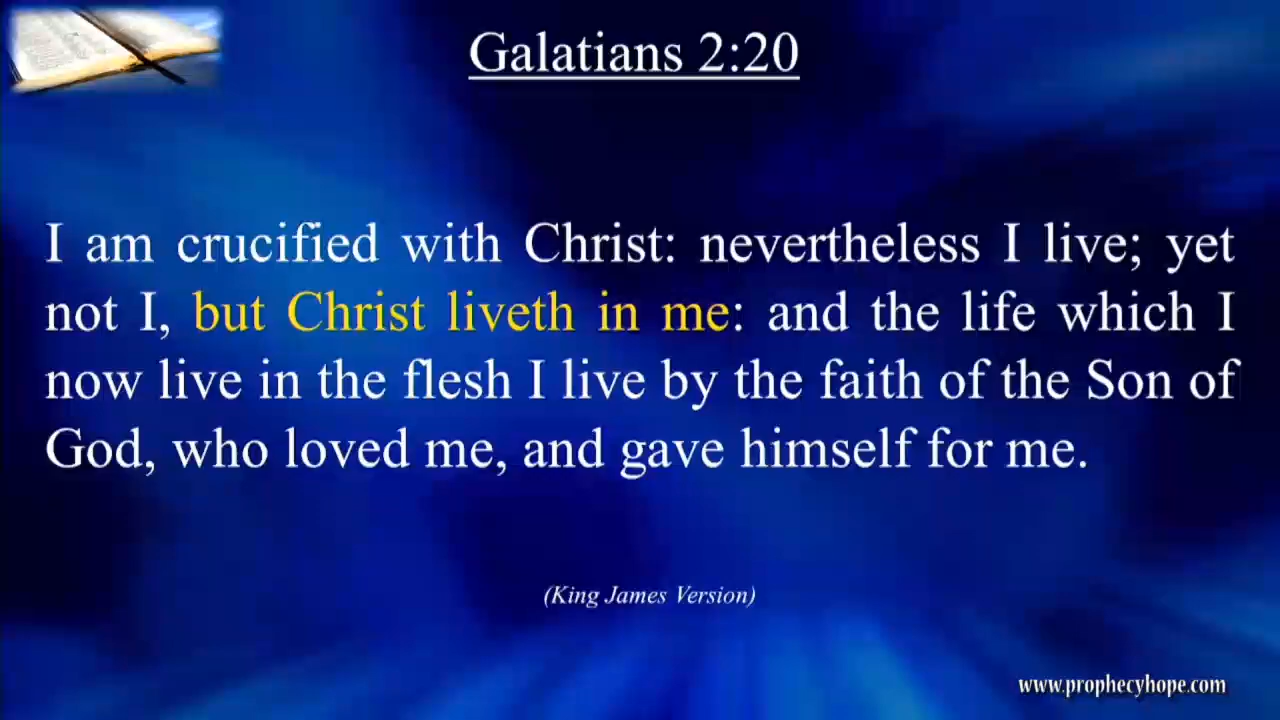 Galatians 2:20
I am crucified with Christ: nevertheless I live; yet
not I, but Christ liveth in me: and the life which I
now live in the flesh I live by the faith of the Son of
God, who loved me, and gave himself for me.
(King James Version)
www.prophecyhope.com